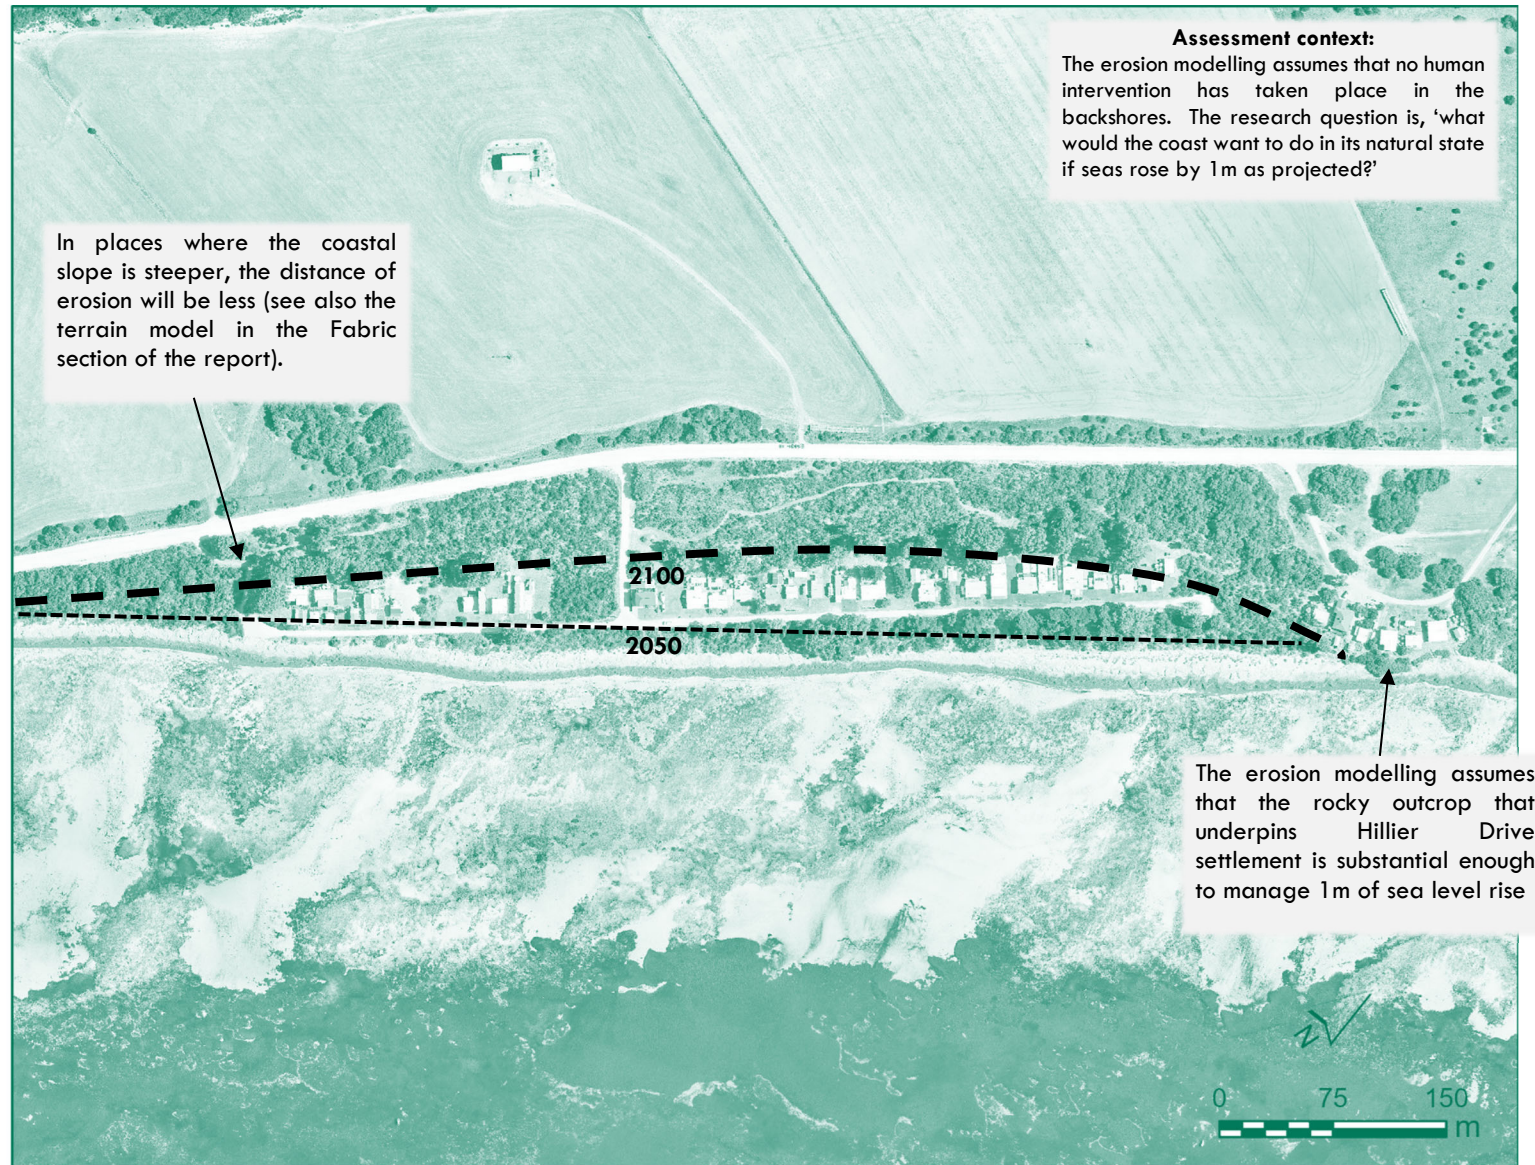 Assessment context:
The erosion modelling assumes that no human
intervention has taken place in the
backshores. The research question is, ‘what
would the coast want to do in its natural state
if seas rose by 1m as projected?’
In places where the coastal
slope is steeper, the distance of
erosion will be less (see also the
terrain model in the Fabric
section of the report).
2100
2050
The erosion modelling assumes
that the rocky outcrop that
underpins Hillier Drive
settlement is substantial enough
to manage 1m of sea level rise
N
0 75 150
m